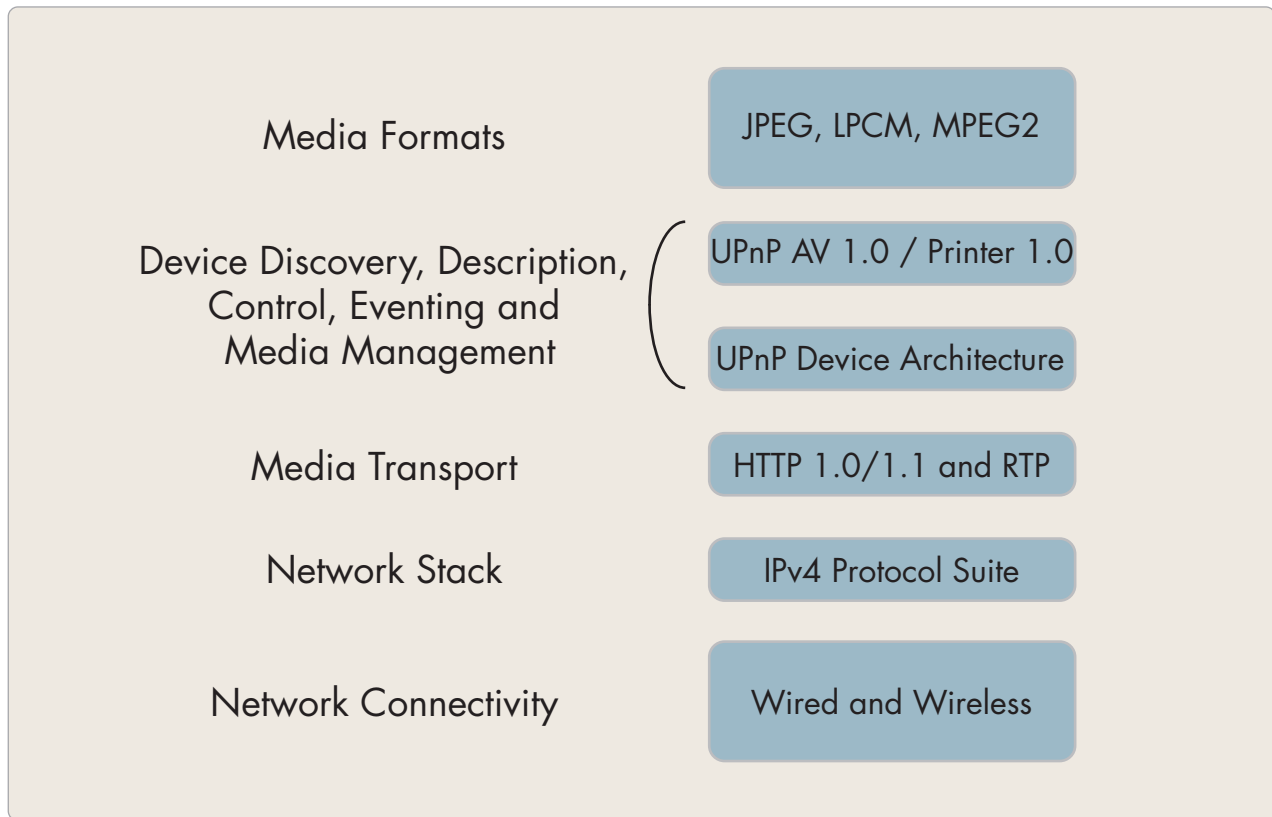 Media Formats
JPEG, LPCM, MPEG2
Device Discovery, Description,
Control, Eventing and
Media Management
UPnP AV 1.0 / Printer 1.0
UPnP Device Architecture
Media Transport
HTTP 1.0/1.1 and RTP
Network Stack
IPv4 Protocol Suite
Network Connectivity
Wired and Wireless